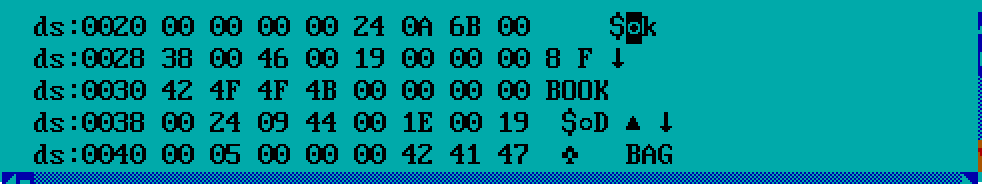 ds:0020 00 00 00 00 24 0A 6B 00     $◙k
ds:0028 38 00 46 00 19 00 00 00 8 F ↓
ds:0030 42 4F 4F 4B 00 00 00 00 BOOK
ds:0038 00 24 09 44 00 1E 00 19  $○D ▲ ↓
ds:0040 00 05 00 00 00 42 41 47  ♣   BAG